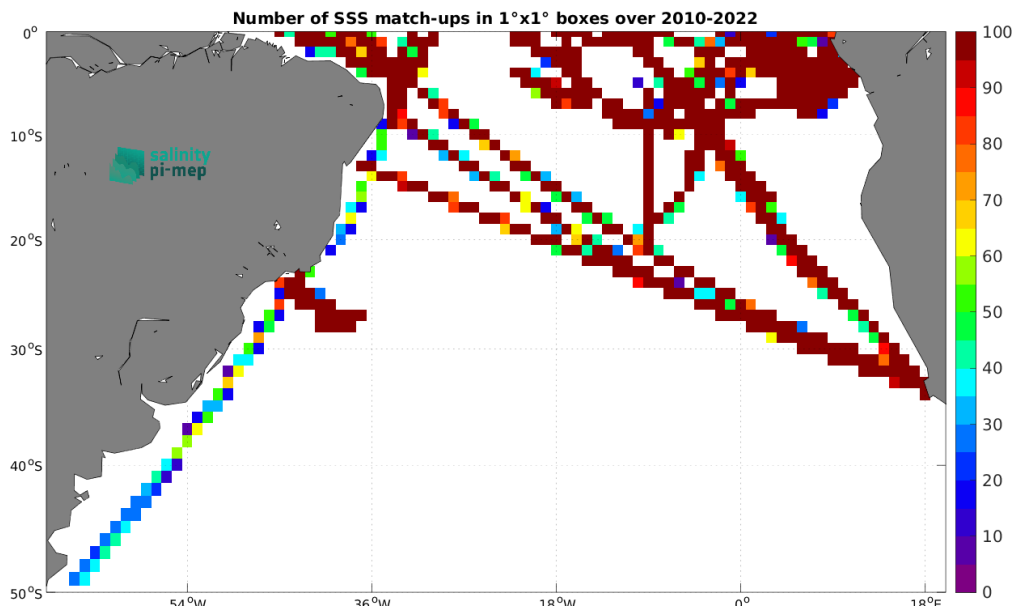 Number of SSS match-ups in 1°x1° boxes over 2010-2022
0°
10°S
20°S
30°S
40°S
50°S
salinity
pi-mep
54°W
36°W
18°W
0°
18°E
100
90
80
70
60
50
40
30
20
10
0